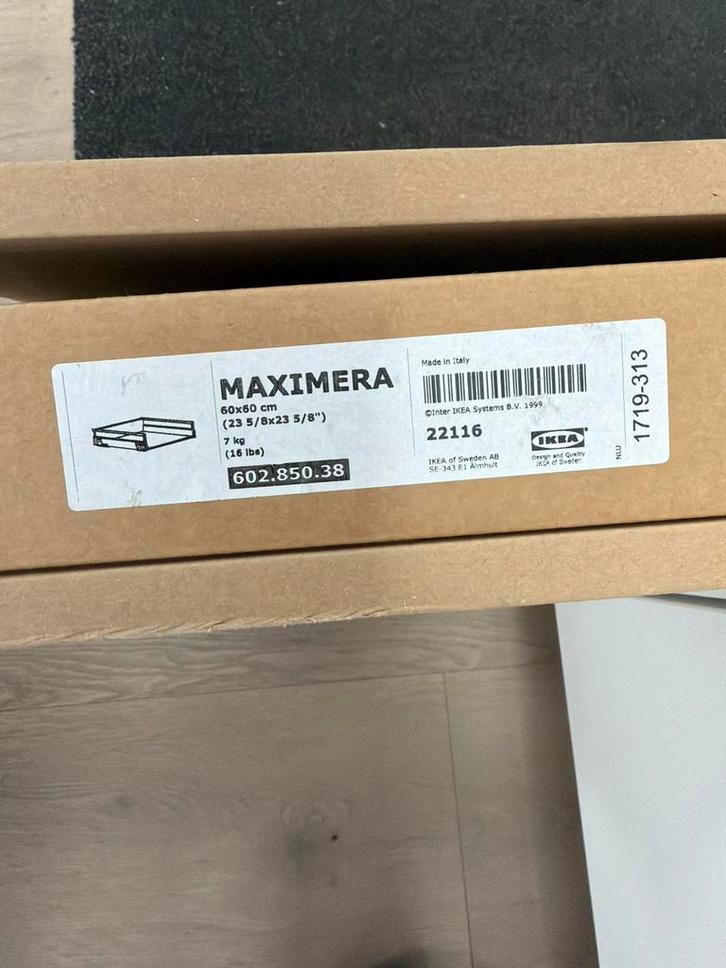 MAXIMERA
60x60 cm
(23 5/8x23 5/8")
7 kg
(16 lbs)
602.850.38
Made in Italy
©Inter IKEA Systems B.V. 1999
22116
IKEA of Sweden AB
SE-343 81 Älmhult
IKEA
Design and Quality
IKEA of Sweden
NLU
1719-313